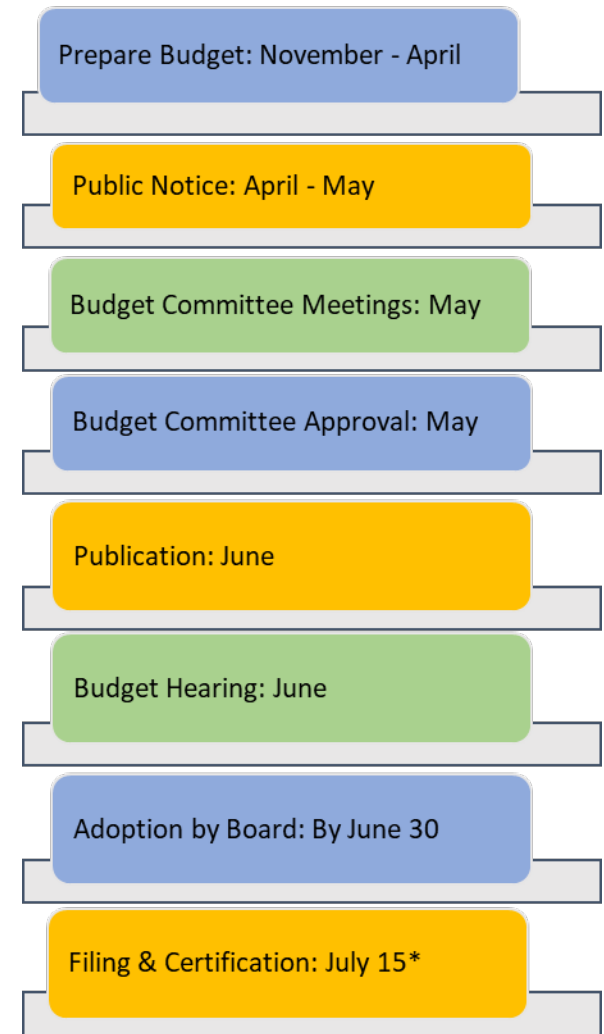 Prepare Budget: November - April
Public Notice: April - May
Budget Committee Meetings: May
Budget Committee Approval: May
Publication: June
Budget Hearing: June
Adoption by Board: By June 30
Filing & Certification: July 15*